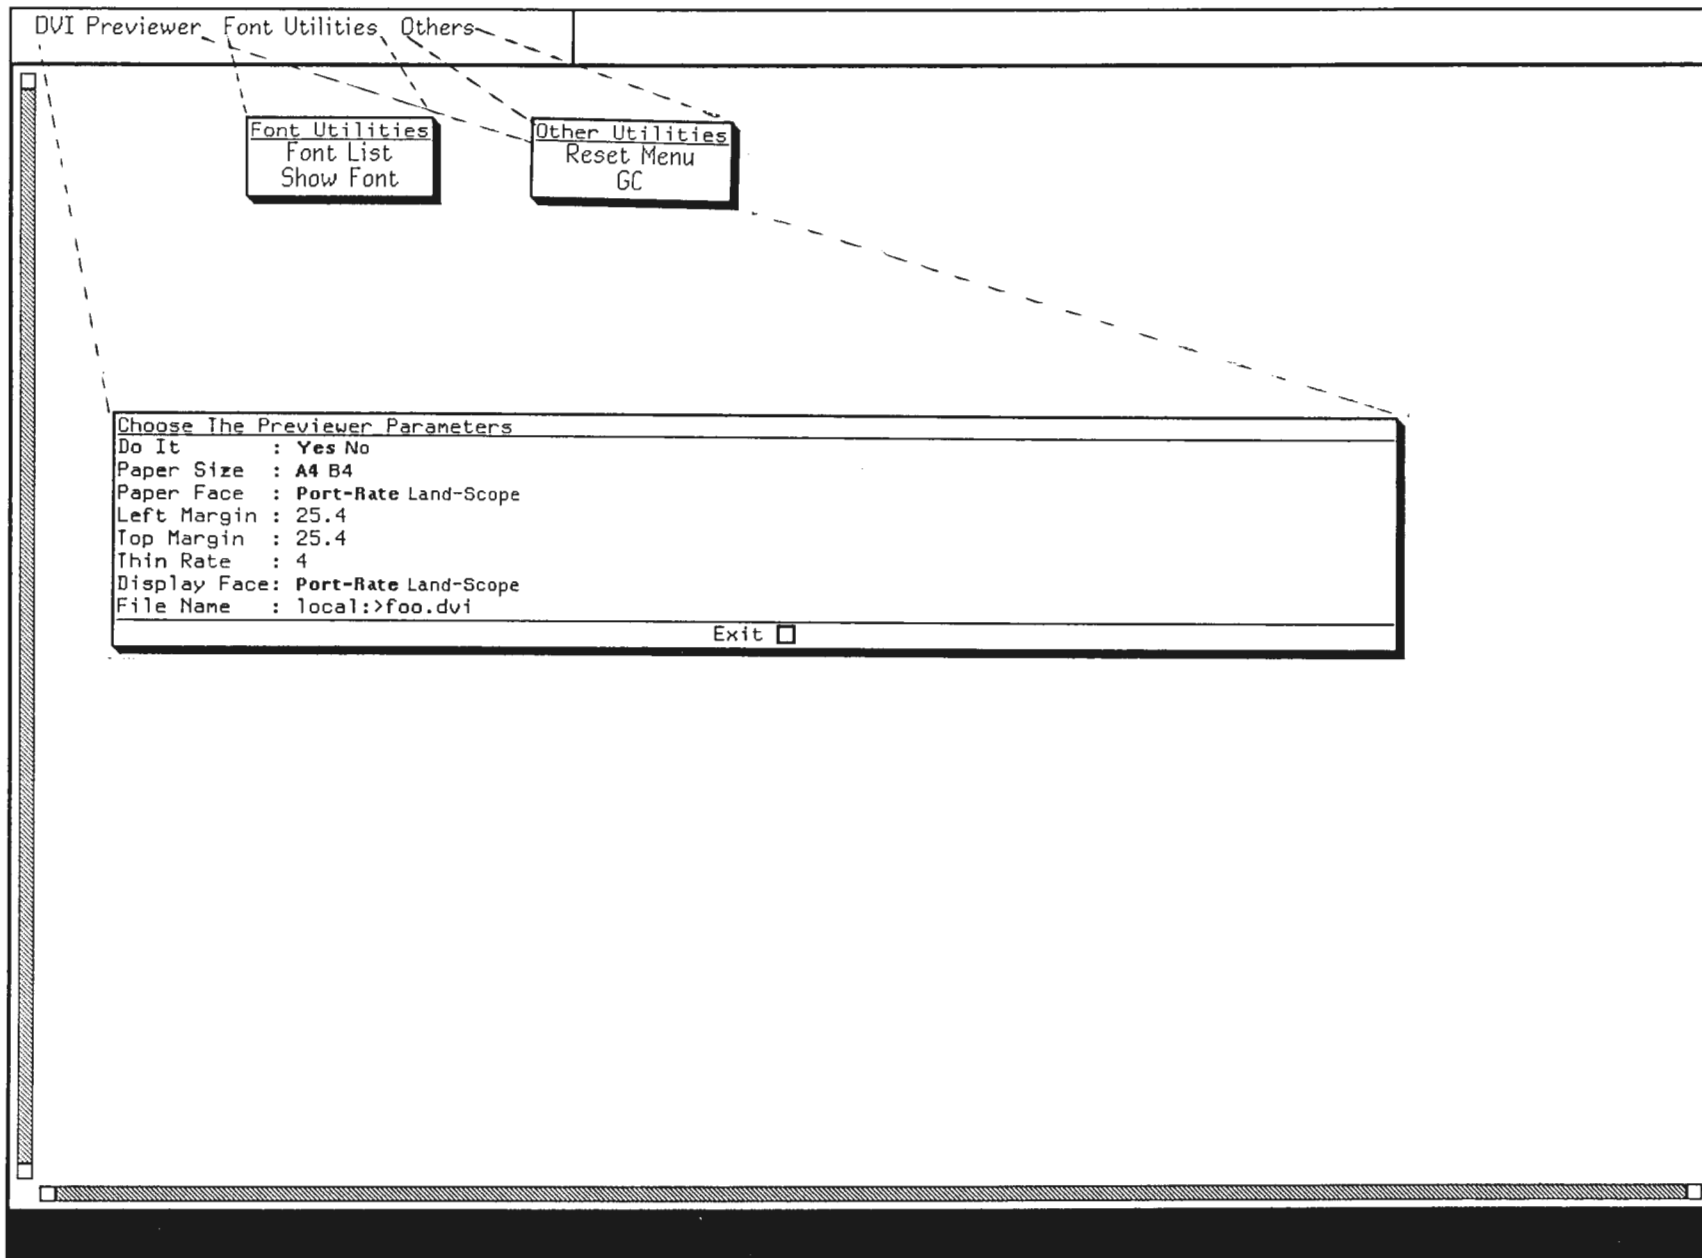 DVI Previewer Font Utilities Others
Font Utilities
Font List
Show Font
Other Utilities
Reset Menu
GC
Choose The Previewer Parameters
Do It : Yes No
Paper Size : A4 B4
Paper Face : Port-Rate Land-Scope
Left Margin : 25.4
Top Margin : 25.4
Thin Rate : 4
Display Face: Port-Rate Land-Scope
File Name : local:>foo.dvi
Exit